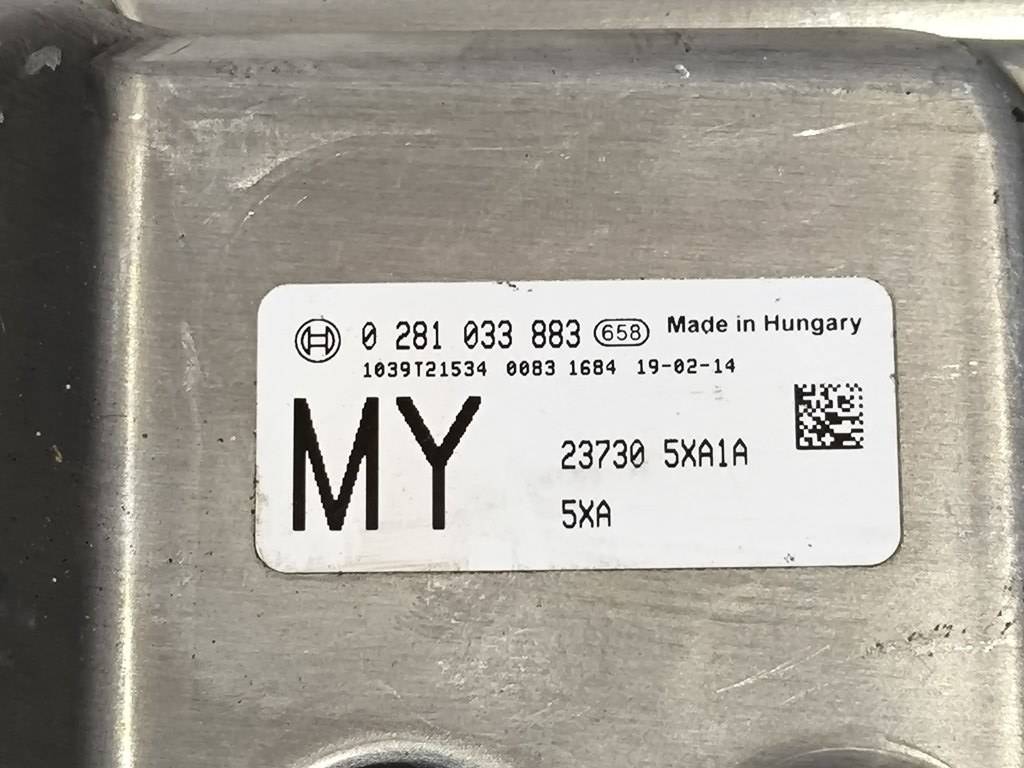 0 281 033 883 658 Made in Hungary
1039T21534 0083 1684 19-02-14
MY
23730 5XA1A
5XA